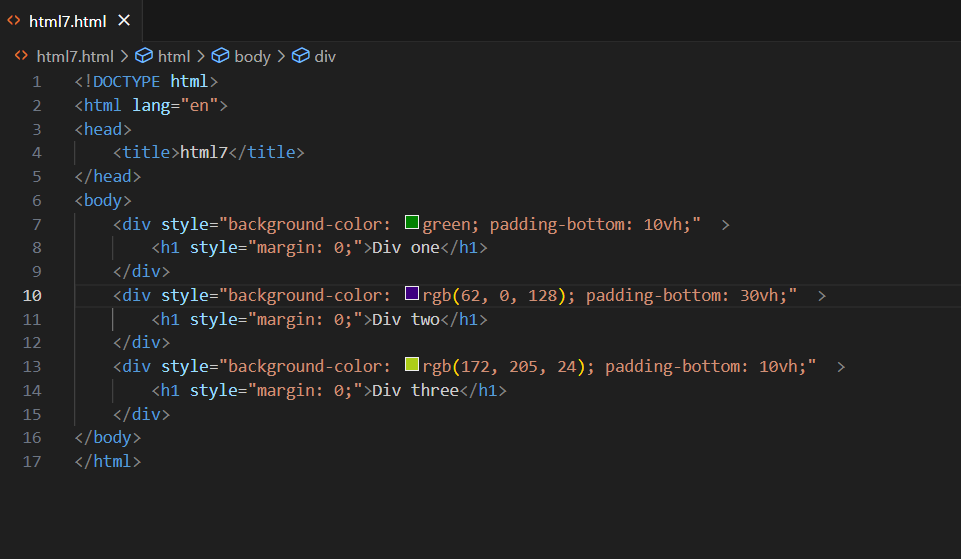 html7.html
html7.html > html > body > div
1 <!DOCTYPE html>
2 <html lang="en">
3 <head>
4     <title>html7</title>
5 </head>
6 <body>
7     <div style="background-color: green; padding-bottom: 10vh;"  >
8         <h1 style="margin: 0;">Div one</h1>
9     </div>
10     <div style="background-color: rgb(62, 0, 128); padding-bottom: 30vh;"  >
11         <h1 style="margin: 0;">Div two</h1>
12     </div>
13     <div style="background-color: rgb(172, 205, 24); padding-bottom: 10vh;"  >
14         <h1 style="margin: 0;">Div three</h1>
15     </div>
16 </body>
17 </html>